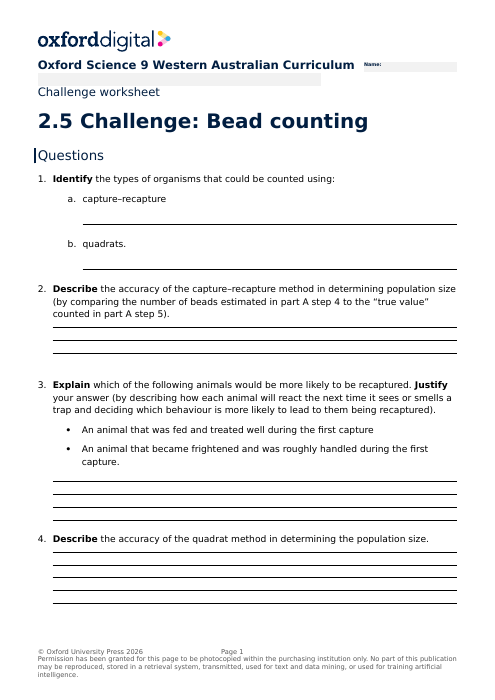 oxforddigital
Oxford Science 9 Western Australian Curriculum Name:
Challenge worksheet
2.5 Challenge: Bead counting
Questions
1. Identify the types of organisms that could be counted using:
a. capture–recapture
b. quadrats.
2. Describe the accuracy of the capture–recapture method in determining population size
(by comparing the number of beads estimated in part A step 4 to the “true value”
counted in part A step 5).
3. Explain which of the following animals would be more likely to be recaptured. Justify
your answer (by describing how each animal will react the next time it sees or smells a
trap and deciding which behaviour is more likely to lead to them being recaptured).
• An animal that was fed and treated well during the first capture
• An animal that became frightened and was roughly handled during the first
capture.
4. Describe the accuracy of the quadrat method in determining the population size.
© Oxford University Press 2026 Page 1
Permission has been granted for this page to be photocopied within the purchasing institution only. No part of this publication
may be reproduced, stored in a retrieval system, transmitted, used for text and data mining, or used for training artificial
intelligence.